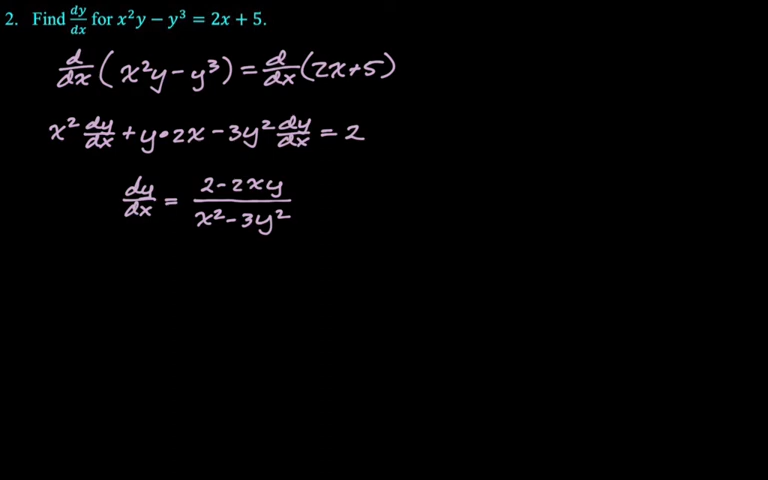 2. Find dy/dx for x²y − y³ = 2x + 5.
d/dx (x²y − y³) = d/dx (2x+5)
x² dy/dx + y•2x − 3y² dy/dx = 2
dy/dx = (2 − 2xy)/(x² − 3y²)